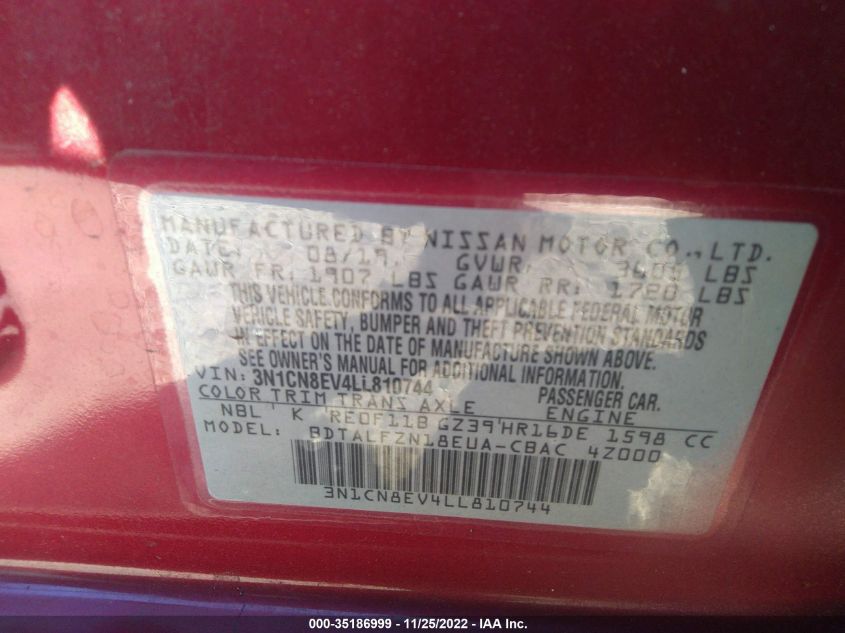 MANUFACTURED BY NISSAN MOTOR CO., LTD.
DATE: 08/19 GVWR: LBS
GAWR FR: 1907 LBS GAWR RR: 1720 LBS
THIS VEHICLE CONFORMS TO ALL APPLICABLE FEDERAL MOTOR
VEHICLE SAFETY, BUMPER AND THEFT PREVENTION STANDARDS
IN EFFECT ON THE DATE OF MANUFACTURE SHOWN ABOVE.
SEE OWNER'S MANUAL FOR ADDITIONAL INFORMATION.
VIN: 3N1CN8EV4LL810744 PASSENGER CAR.
COLOR TRIM TRANS AXLE ENGINE
NBL K RE0F11B GZ39 HR16DE 1598 CC
MODEL: BDTALFZN18EUA-CBAC 4Z000
3N1CN8EV4LL810744
000-35186999 - 11/25/2022 - IAA Inc.